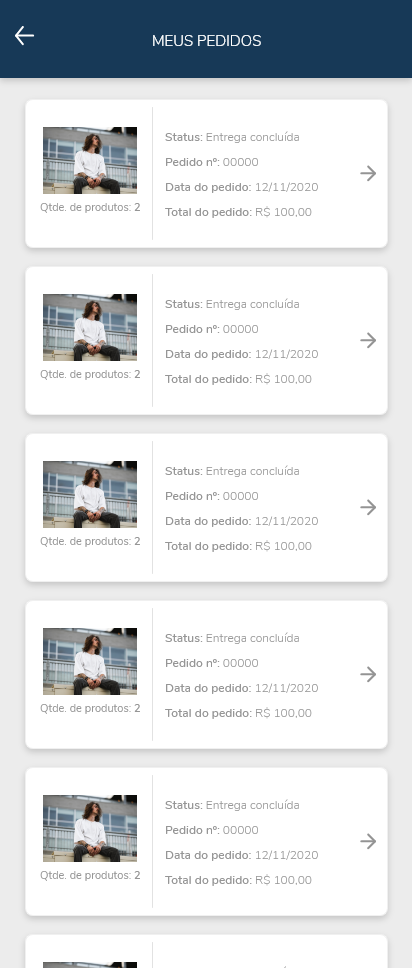 MEUS PEDIDOS
Status: Entrega concluída
Pedido nº: 00000
Data do pedido: 12/11/2020
Total do pedido: R$ 100,00
Qtde. de produtos: 2
Status: Entrega concluída
Pedido nº: 00000
Data do pedido: 12/11/2020
Total do pedido: R$ 100,00
Qtde. de produtos: 2
Status: Entrega concluída
Pedido nº: 00000
Data do pedido: 12/11/2020
Total do pedido: R$ 100,00
Qtde. de produtos: 2
Status: Entrega concluída
Pedido nº: 00000
Data do pedido: 12/11/2020
Total do pedido: R$ 100,00
Qtde. de produtos: 2
Status: Entrega concluída
Pedido nº: 00000
Data do pedido: 12/11/2020
Total do pedido: R$ 100,00
Qtde. de produtos: 2